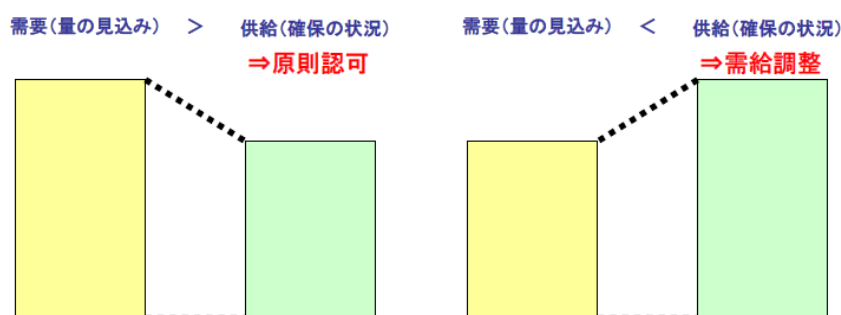 需要(量の見込み) > 供給(確保の状況)
⇒原則認可
需要(量の見込み) < 供給(確保の状況)
⇒需給調整